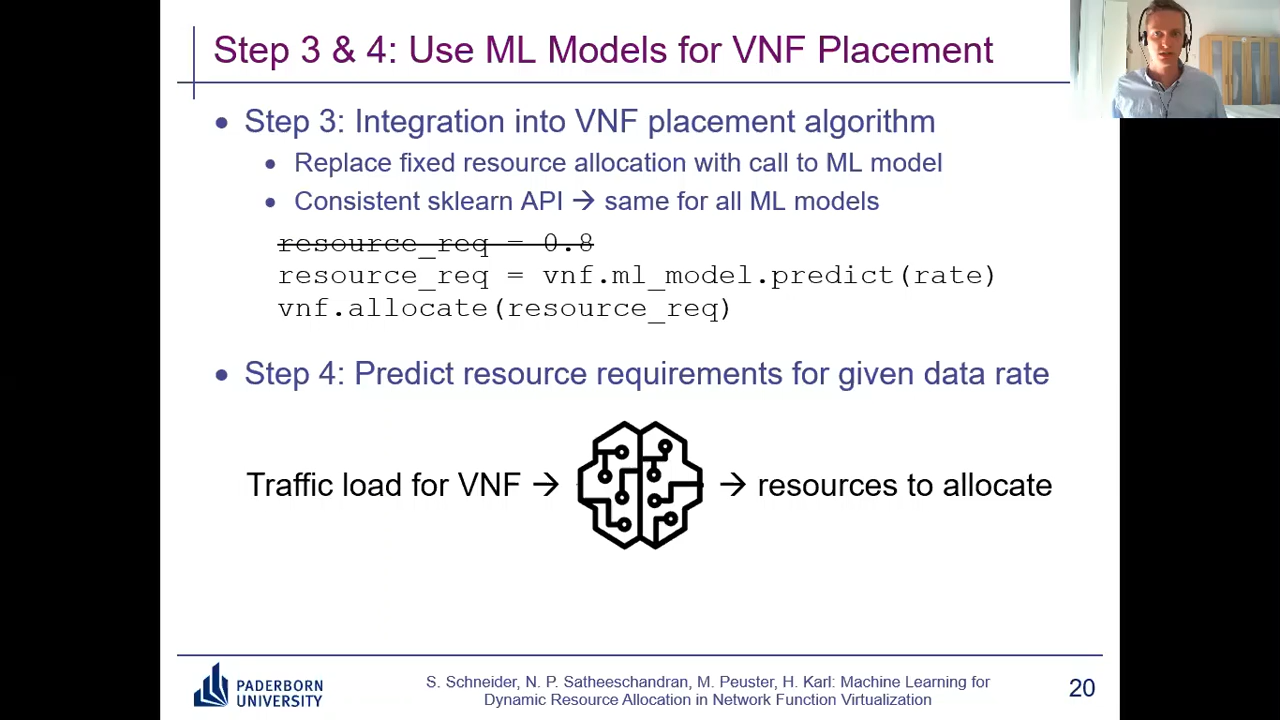 Step 3 & 4: Use ML Models for VNF Placement
• Step 3: Integration into VNF placement algorithm
• Replace fixed resource allocation with call to ML model
• Consistent sklearn API → same for all ML models
resource_req = 0.8
resource_req = vnf.ml_model.predict(rate)
vnf.allocate(resource_req)
• Step 4: Predict resource requirements for given data rate
Traffic load for VNF → → resources to allocate
PADERBORN
UNIVERSITY
S. Schneider, N. P. Satheeschandran, M. Peuster, H. Karl: Machine Learning for
Dynamic Resource Allocation in Network Function Virtualization
20